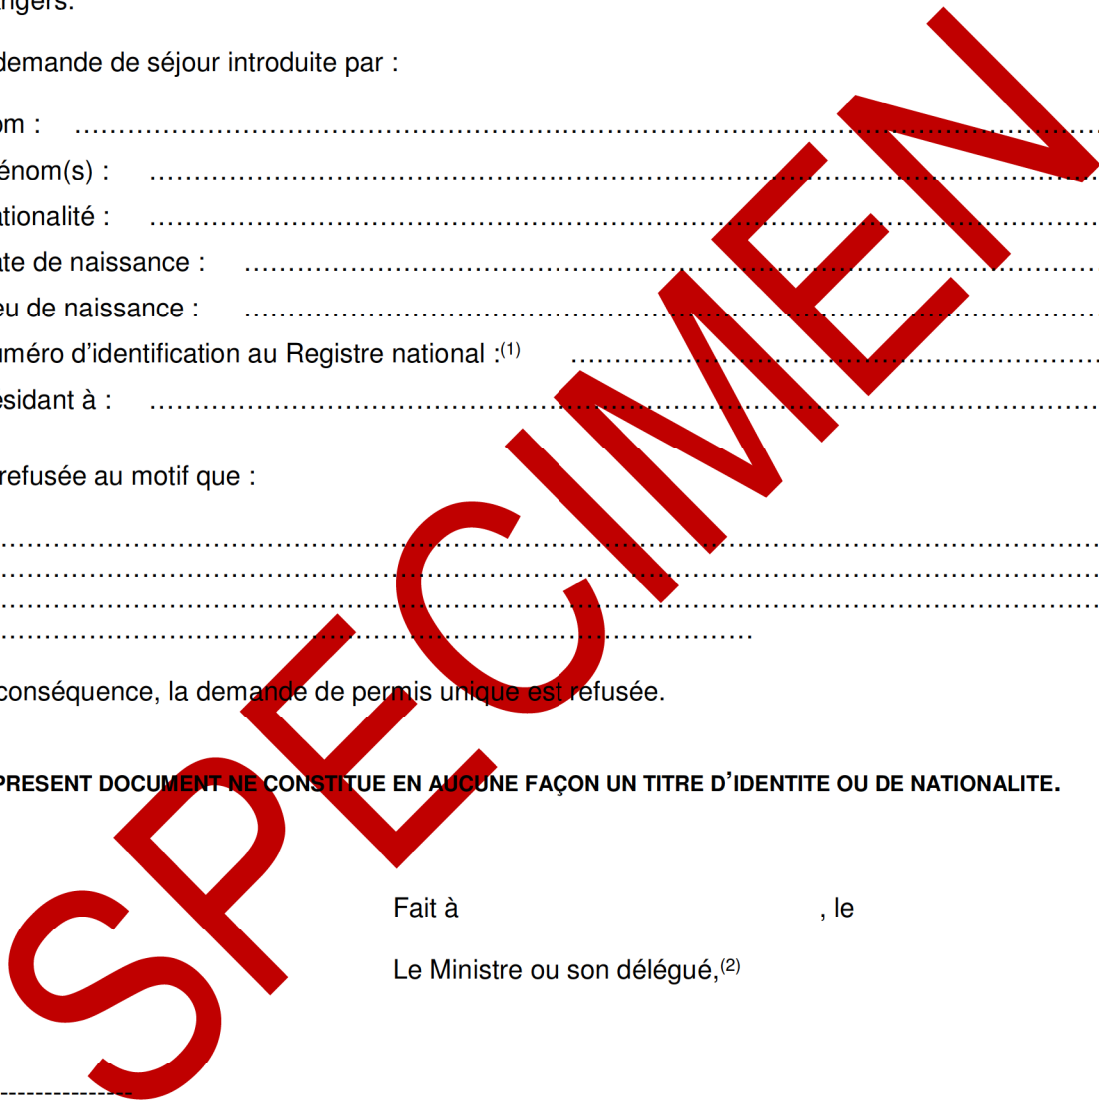 ngers.
demande de séjour introduite par :
om : ................................................................................
énom(s) : ................................................................................
ationalité : ................................................................................
ate de naissance : ................................................................................
eu de naissance : ................................................................................
uméro d’identification au Registre national :(1) ............................................................
ésidant à : ................................................................................
refusée au motif que :
................................................................................
................................................................................
................................................................................
................................................................................
conséquence, la demande de permis unique est refusée.
PRESENT DOCUMENT NE CONSTITUE EN AUCUNE FAÇON UN TITRE D’IDENTITE OU DE NATIONALITE.
Fait à , le
Le Ministre ou son délégué,(2)
----------------
SPECIMEN